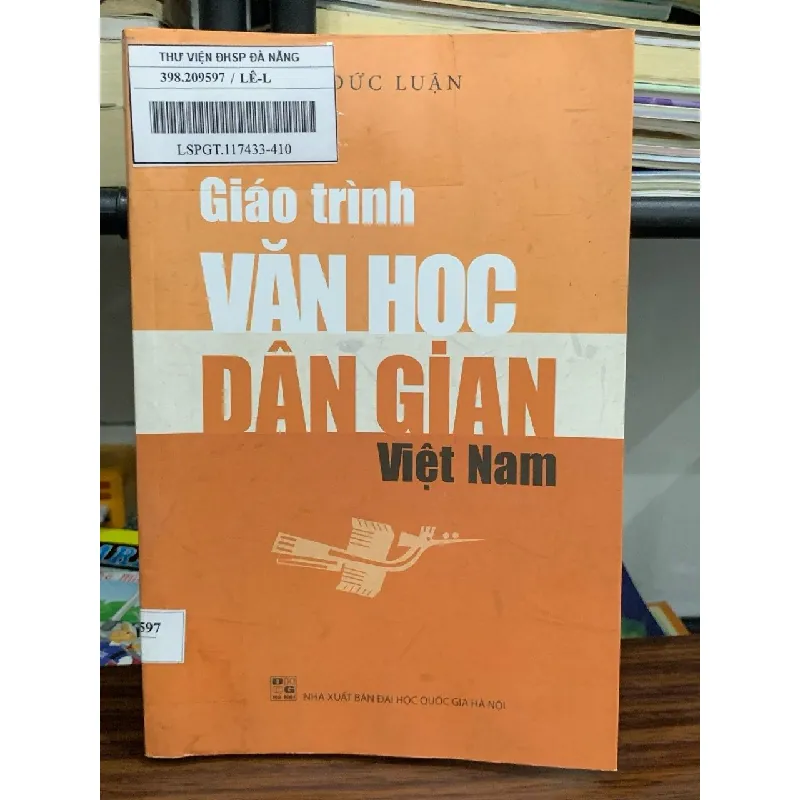 THƯ VIỆN ĐHSP ĐÀ NẴNG
398.209597 / LÊ-L
LSPGT.117433-410
ĐỨC LUẬN
Giáo trình
VĂN HỌC
DÂN GIAN
Việt Nam
597
NHÀ XUẤT BẢN ĐẠI HỌC QUỐC GIA HÀ NỘI